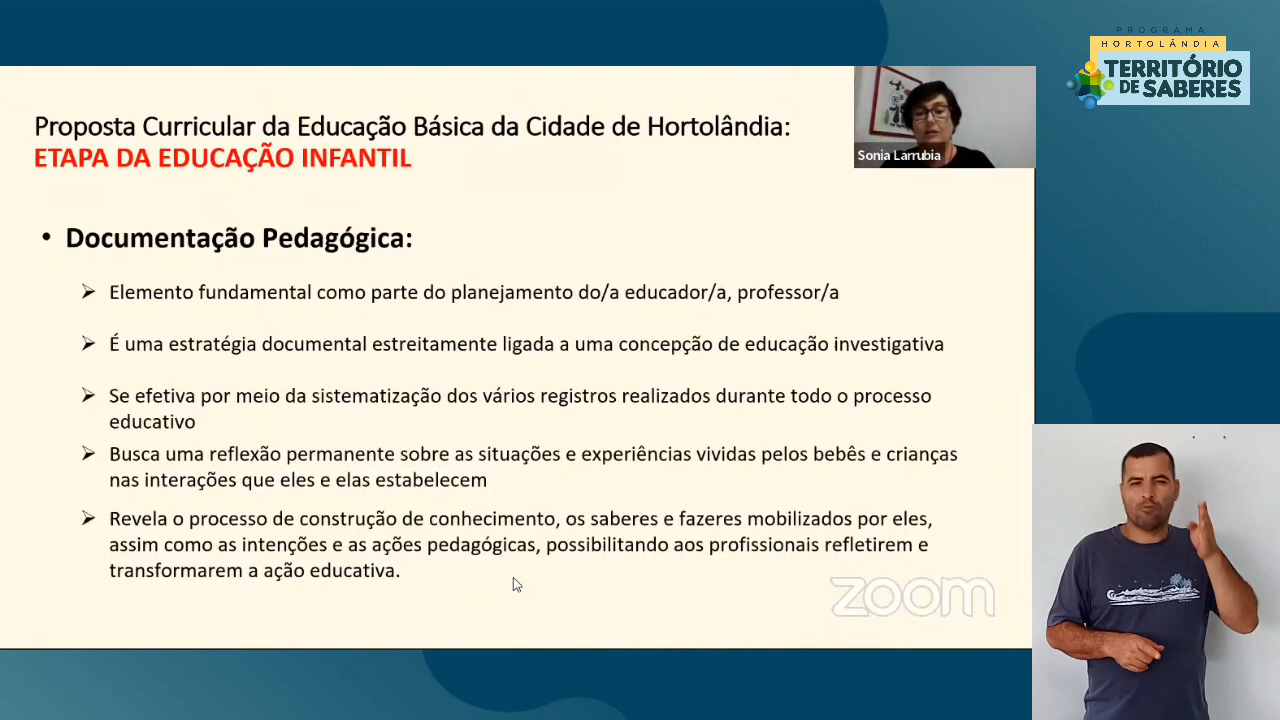 PROGRAMA
HORTOLÂNDIA
TERRITÓRIO
DE SABERES
Sonia Larrubia
Proposta Curricular da Educação Básica da Cidade de Hortolândia:
ETAPA DA EDUCAÇÃO INFANTIL
• Documentação Pedagógica:
Elemento fundamental como parte do planejamento do/a educador/a, professor/a
É uma estratégia documental estreitamente ligada a uma concepção de educação investigativa
Se efetiva por meio da sistematização dos vários registros realizados durante todo o processo
educativo
Busca uma reflexão permanente sobre as situações e experiências vividas pelos bebês e crianças
nas interações que eles e elas estabelecem
Revela o processo de construção de conhecimento, os saberes e fazeres mobilizados por eles,
assim como as intenções e as ações pedagógicas, possibilitando aos profissionais refletirem e
transformarem a ação educativa.
zoom